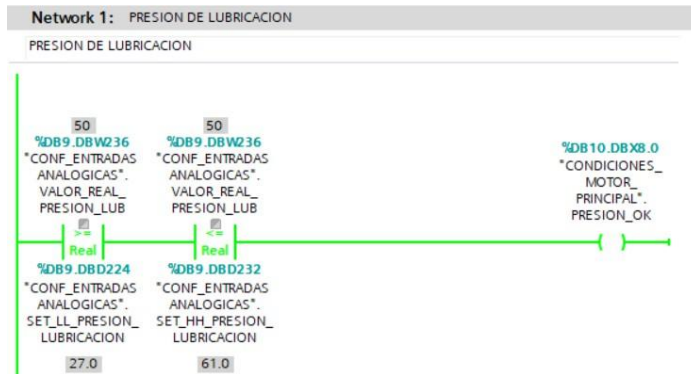 Network 1: PRESION DE LUBRICACION
PRESION DE LUBRICACION
50
%DB9.DBW236
"CONF_ENTRADAS
ANALOGICAS".
VALOR_REAL_
PRESION_LUB
>=
Real
%DB9.DBD224
"CONF_ENTRADAS
ANALOGICAS".
SET_LL_PRESION_
LUBRICACION
27.0
50
%DB9.DBW236
"CONF_ENTRADAS
ANALOGICAS".
VALOR_REAL_
PRESION_LUB
<=
Real
%DB9.DBD232
"CONF_ENTRADAS
ANALOGICAS".
SET_HH_PRESION_
LUBRICACION
61.0
%DB10.DBX8.0
"CONDICIONES_
MOTOR_
PRINCIPAL".
PRESION_OK